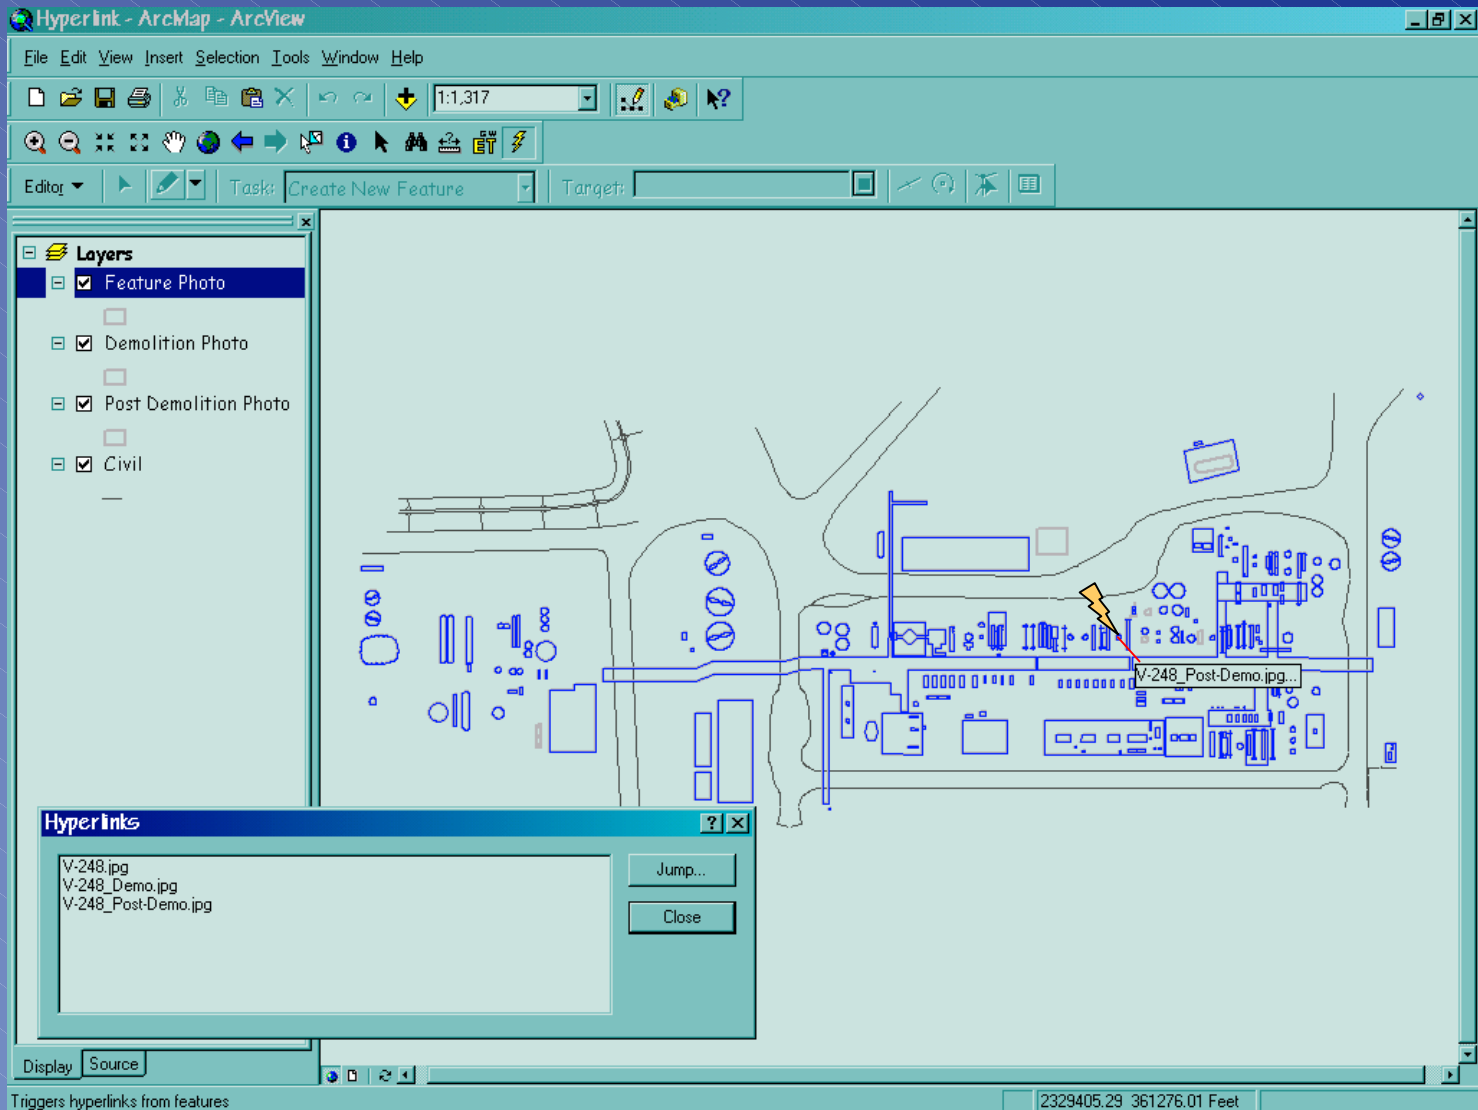 Hyperlink - ArcMap - ArcView
File Edit View Insert Selection Tools Window Help
1:1,317
Editor Task: Create New Feature Target:
Layers
Feature Photo
Demolition Photo
Post Demolition Photo
Civil
V-248_Post-Demo.jpg...
Hyperlinks
V-248.jpg
V-248_Demo.jpg
V-248_Post-Demo.jpg
Jump...
Close
Display Source
Triggers hyperlinks from features
2329405.29 361276.01 Feet